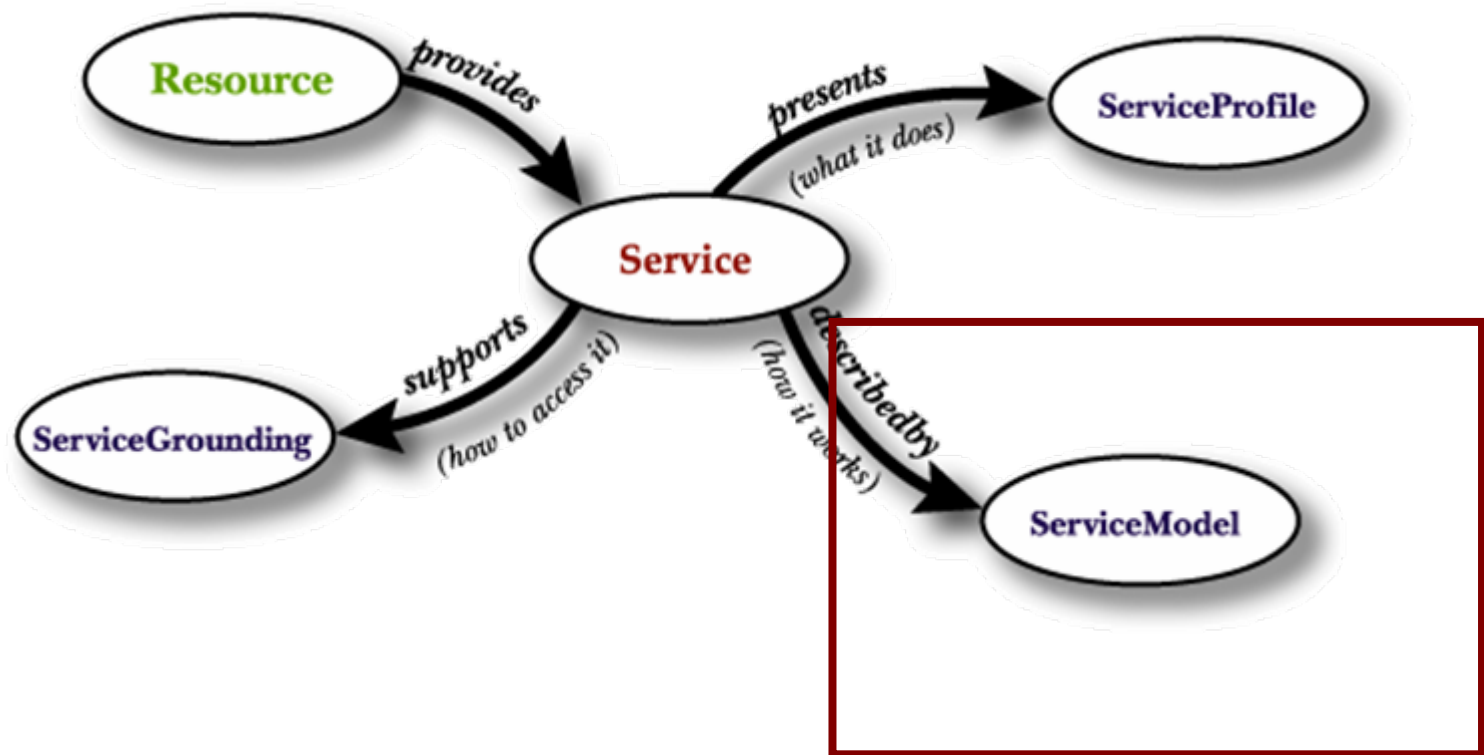 Resource
provides
presents
(what it does)
ServiceProfile
Service
supports
(how to access it)
ServiceGrounding
describedby
(how it works)
ServiceModel